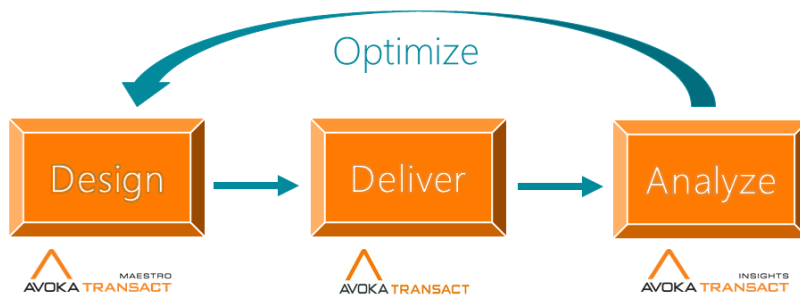 Optimize
Design
Deliver
Analyze
MAESTRO
AVOKA TRANSACT
AVOKA TRANSACT
INSIGHTS
AVOKA TRANSACT